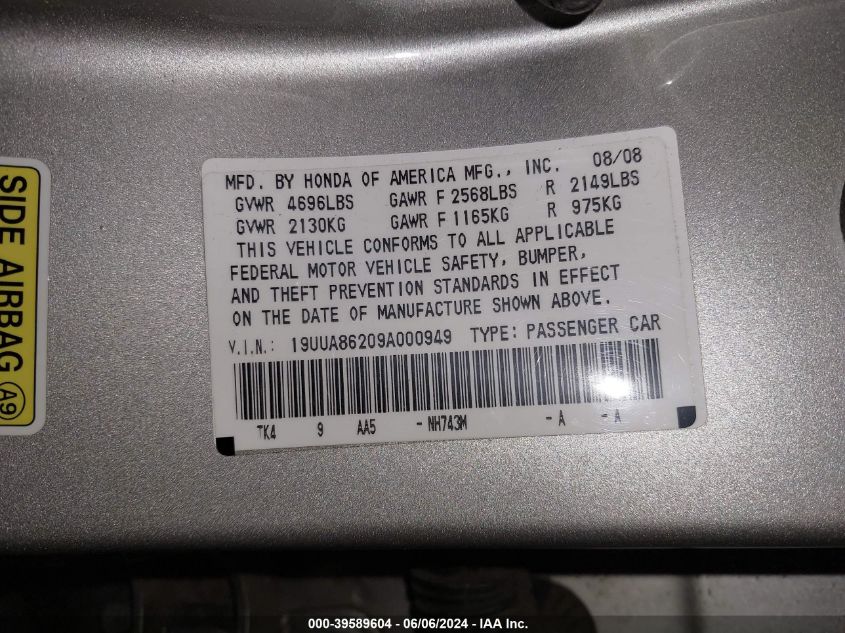 MFD. BY HONDA OF AMERICA MFG., INC. 08/08
GVWR 4696LBS GAWR F 2568LBS R 2149LBS
GVWR 2130KG GAWR F 1165KG R 975KG
THIS VEHICLE CONFORMS TO ALL APPLICABLE
FEDERAL MOTOR VEHICLE SAFETY, BUMPER,
AND THEFT PREVENTION STANDARDS IN EFFECT
ON THE DATE OF MANUFACTURE SHOWN ABOVE.
V.I.N.: 19UUA86209A000949 TYPE: PASSENGER CAR
TK4 9 AA5 - NH743M - A - A
SIDE AIRBAG A9
000-39589604 - 06/06/2024 - IAA Inc.